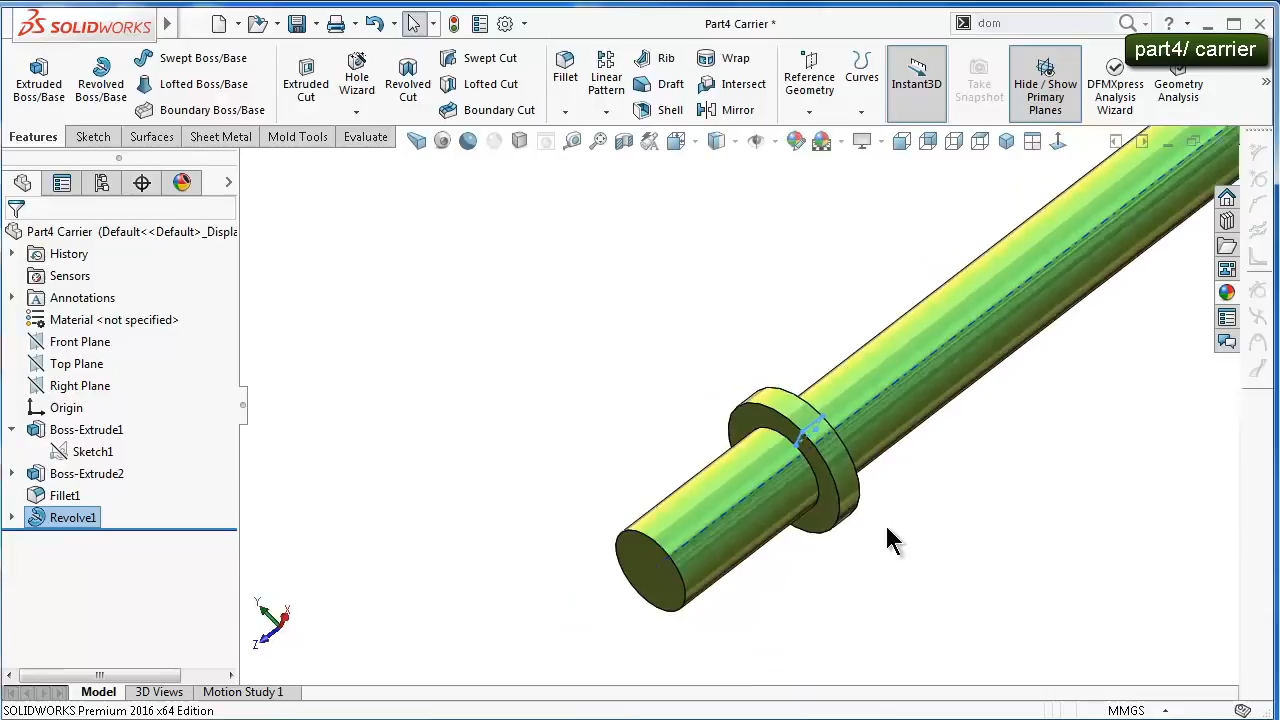 SOLIDWORKS
Part4 Carrier *
dom
?
part4/ carrier
Extruded Boss/Base
Revolved Boss/Base
Swept Boss/Base
Lofted Boss/Base
Boundary Boss/Base
Extruded Cut
Hole Wizard
Revolved Cut
Swept Cut
Lofted Cut
Boundary Cut
Fillet
Linear Pattern
Rib
Draft
Shell
Wrap
Intersect
Mirror
Reference Geometry
Curves
Instant3D
Take Snapshot
Hide / Show Primary Planes
DFMXpress Analysis Wizard
Geometry Analysis
Features
Sketch
Surfaces
Sheet Metal
Mold Tools
Evaluate
Part4 Carrier (Default<<Default>_Displa
History
Sensors
Annotations
Material <not specified>
Front Plane
Top Plane
Right Plane
Origin
Boss-Extrude1
Sketch1
Boss-Extrude2
Fillet1
Revolve1
Y
X
Z
Model
3D Views
Motion Study 1
SOLIDWORKS Premium 2016 x64 Edition
MMGS